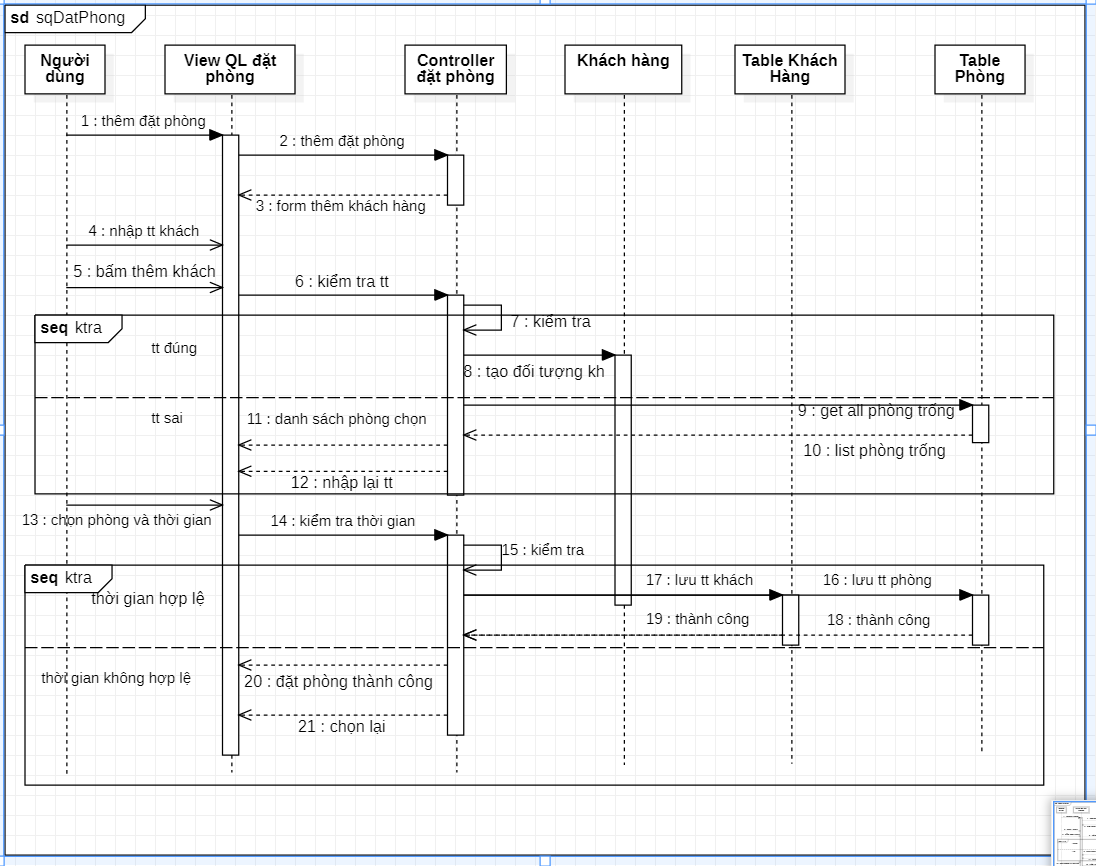 sd sqDatPhong
Người
dùng
View QL đặt
phòng
Controller
đặt phòng
Khách hàng
Table Khách
Hàng
Table
Phòng
1 : thêm đặt phòng
2 : thêm đặt phòng
3 : form thêm khách hàng
4 : nhập tt khách
5 : bấm thêm khách
6 : kiểm tra tt
7 : kiểm tra
seq ktra
tt đúng
8 : tạo đối tượng kh
9 : get all phòng trống
tt sai
11 : danh sách phòng chọn
10 : list phòng trống
12 : nhập lại tt
13 : chọn phòng và thời gian
14 : kiểm tra thời gian
15 : kiểm tra
seq ktra
thời gian hợp lệ
17 : lưu tt khách
16 : lưu tt phòng
19 : thành công
18 : thành công
thời gian không hợp lệ
20 : đặt phòng thành công
21 : chọn lại